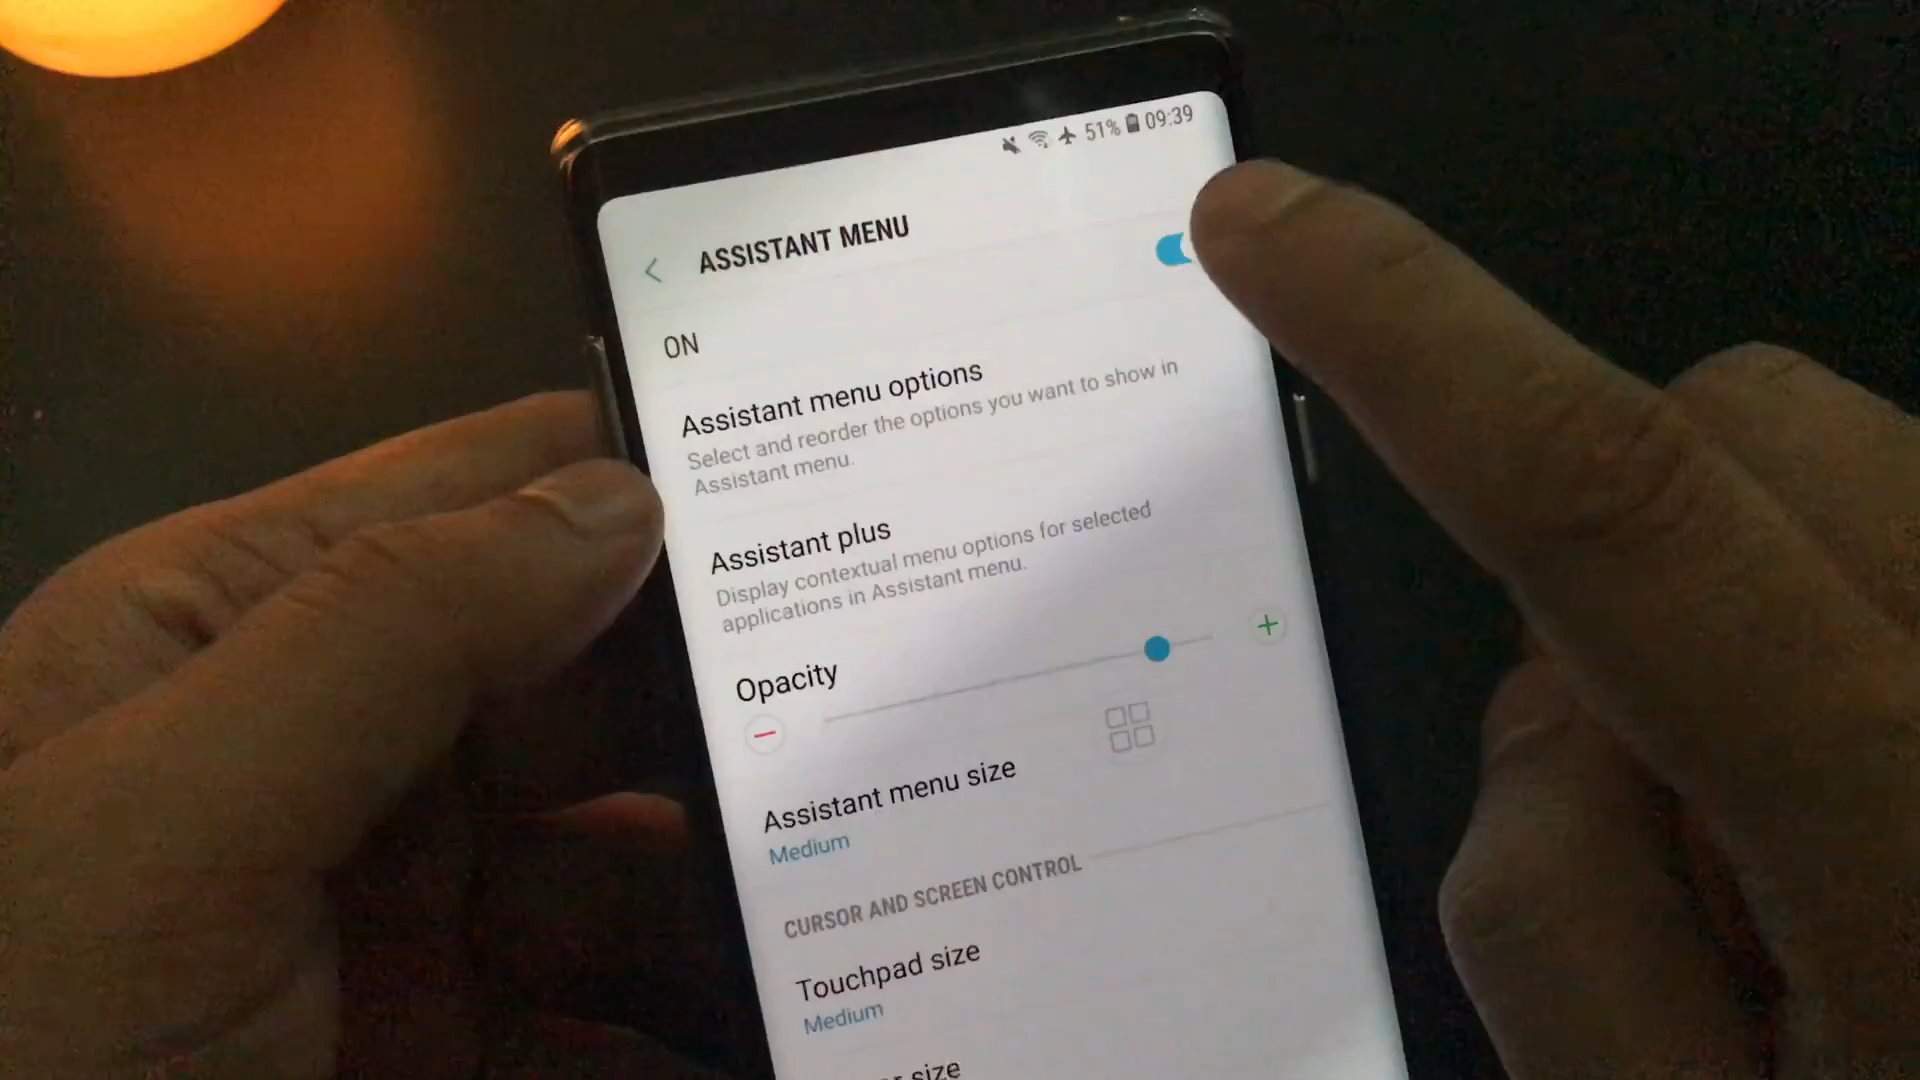 51% 09:39
ASSISTANT MENU
ON
Assistant menu options
Select and reorder the options you want to show in
Assistant menu.
Assistant plus
Display contextual menu options for selected
applications in Assistant menu.
Opacity
Assistant menu size
Medium
CURSOR AND SCREEN CONTROL
Touchpad size
Medium
size